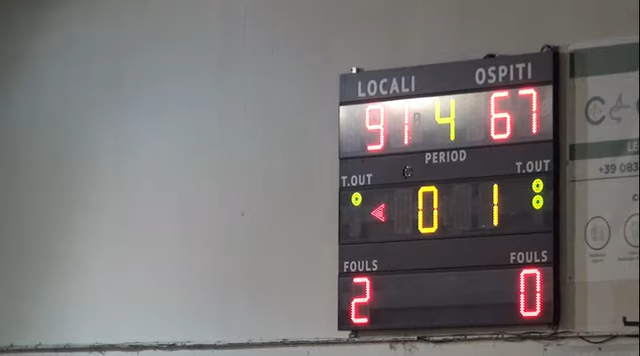 LOCALI OSPITI
91 4 67
PERIOD
T.OUT T.OUT
0 1
FOULS FOULS
2 0
+39 083